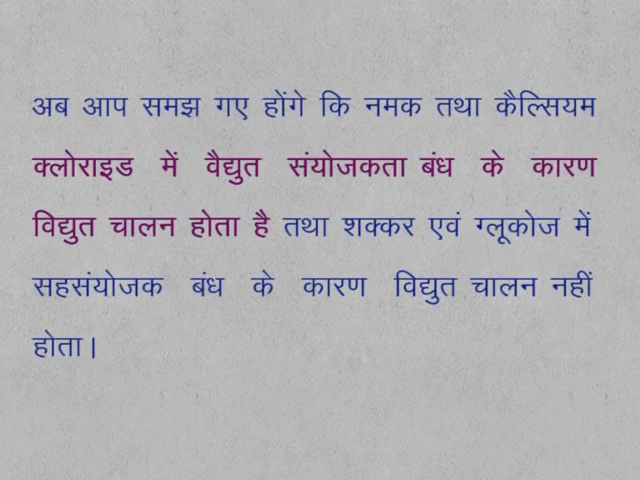 अब आप समझ गए होंगे कि नमक तथा कैल्सियम
क्लोराइड में वैद्युत संयोजकता बंध के कारण
विद्युत चालन होता है तथा शक्कर एवं ग्लूकोज में
सहसंयोजक बंध के कारण विद्युत चालन नहीं
होता।